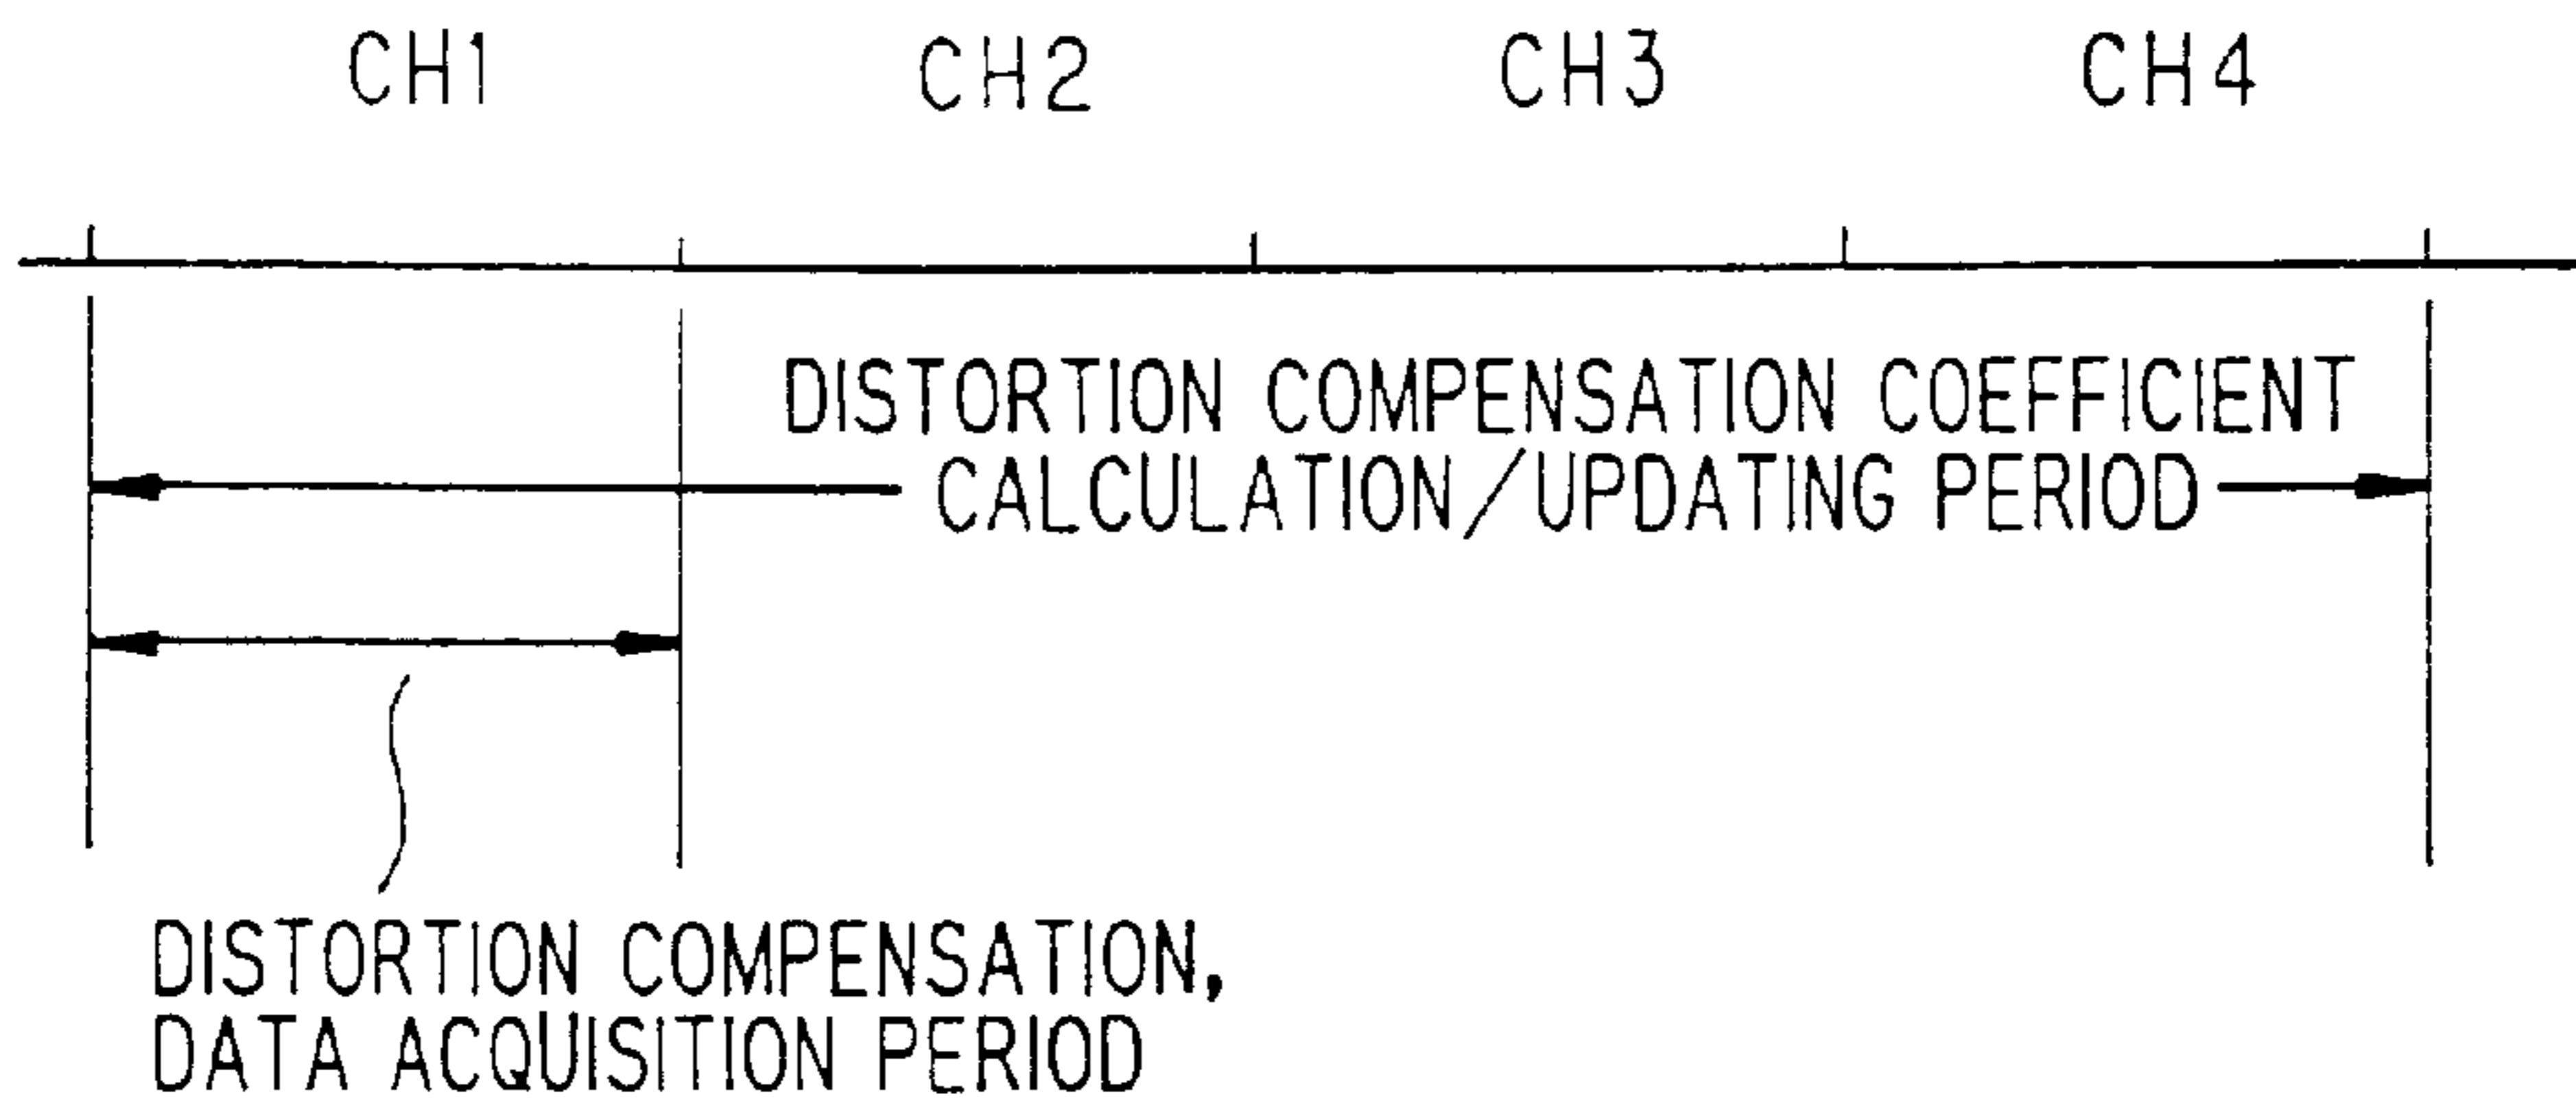 CH1 CH2 CH3 CH4
DISTORTION COMPENSATION COEFFICIENT
CALCULATION/UPDATING PERIOD
DISTORTION COMPENSATION,
DATA ACQUISITION PERIOD